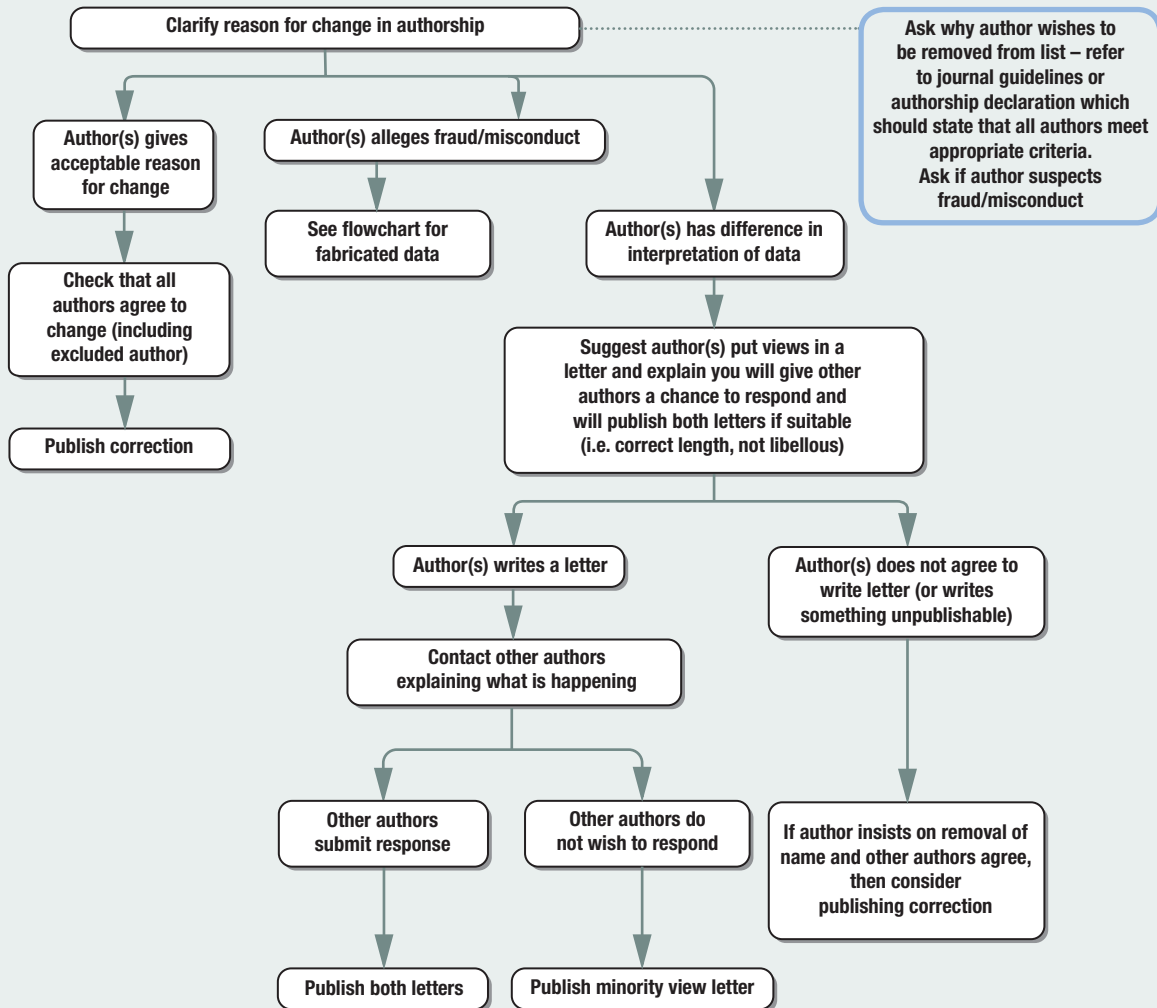 Clarify reason for change in authorship
Ask why author wishes to
be removed from list – refer
to journal guidelines or
authorship declaration which
should state that all authors meet
appropriate criteria.
Ask if author suspects
fraud/misconduct
Author(s) gives
acceptable reason
for change
Author(s) alleges fraud/misconduct
See flowchart for
fabricated data
Author(s) has difference in
interpretation of data
Check that all
authors agree to
change (including
excluded author)
Publish correction
Suggest author(s) put views in a
letter and explain you will give other
authors a chance to respond and
will publish both letters if suitable
(i.e. correct length, not libellous)
Author(s) writes a letter
Author(s) does not agree to
write letter (or writes
something unpublishable)
Contact other authors
explaining what is happening
Other authors
submit response
Other authors do
not wish to respond
If author insists on removal of
name and other authors agree,
then consider
publishing correction
Publish both letters
Publish minority view letter